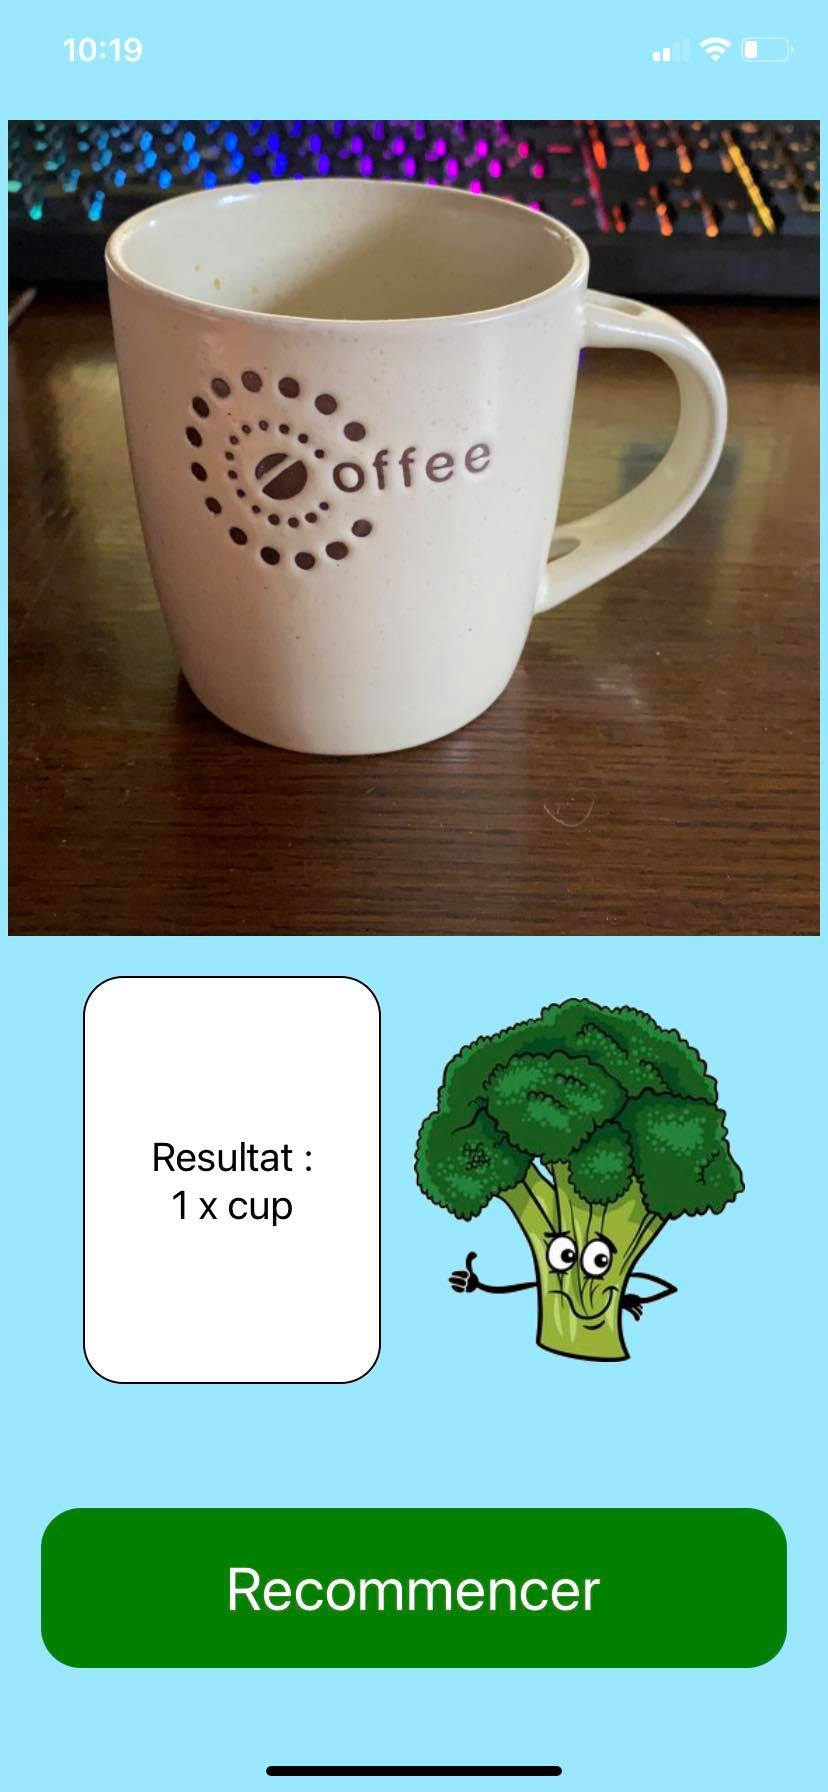 10:19
offee
Resultat :
1 x cup
Recommencer